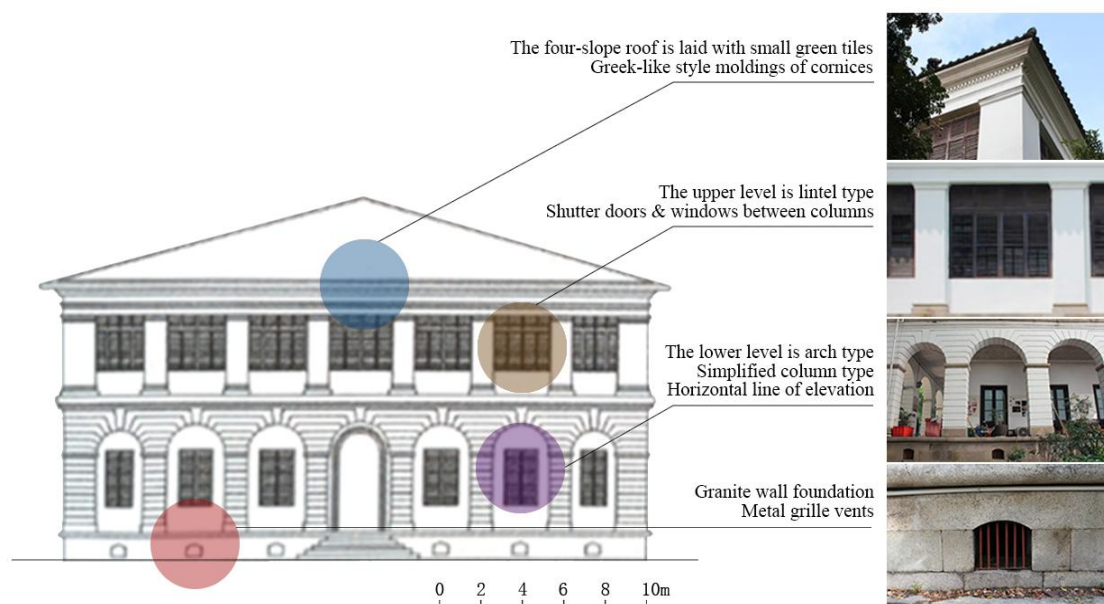 The four-slope roof is laid with small green tiles
Greek-like style moldings of cornices
The upper level is lintel type
Shutter doors & windows between columns
The lower level is arch type
Simplified column type
Horizontal line of elevation
Granite wall foundation
Metal grille vents
0 2 4 6 8 10m